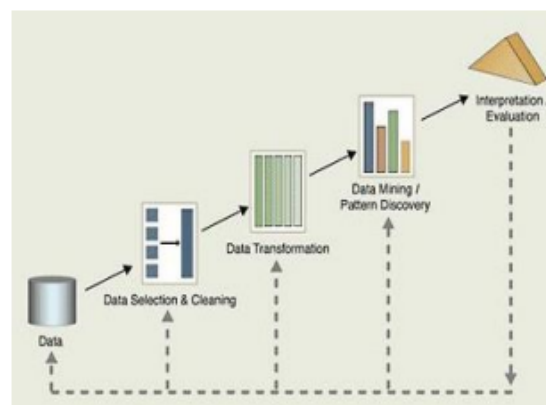 Interpretation
Evaluation
Data Mining /
Pattern Discovery
Data Transformation
Data Selection & Cleaning
Data